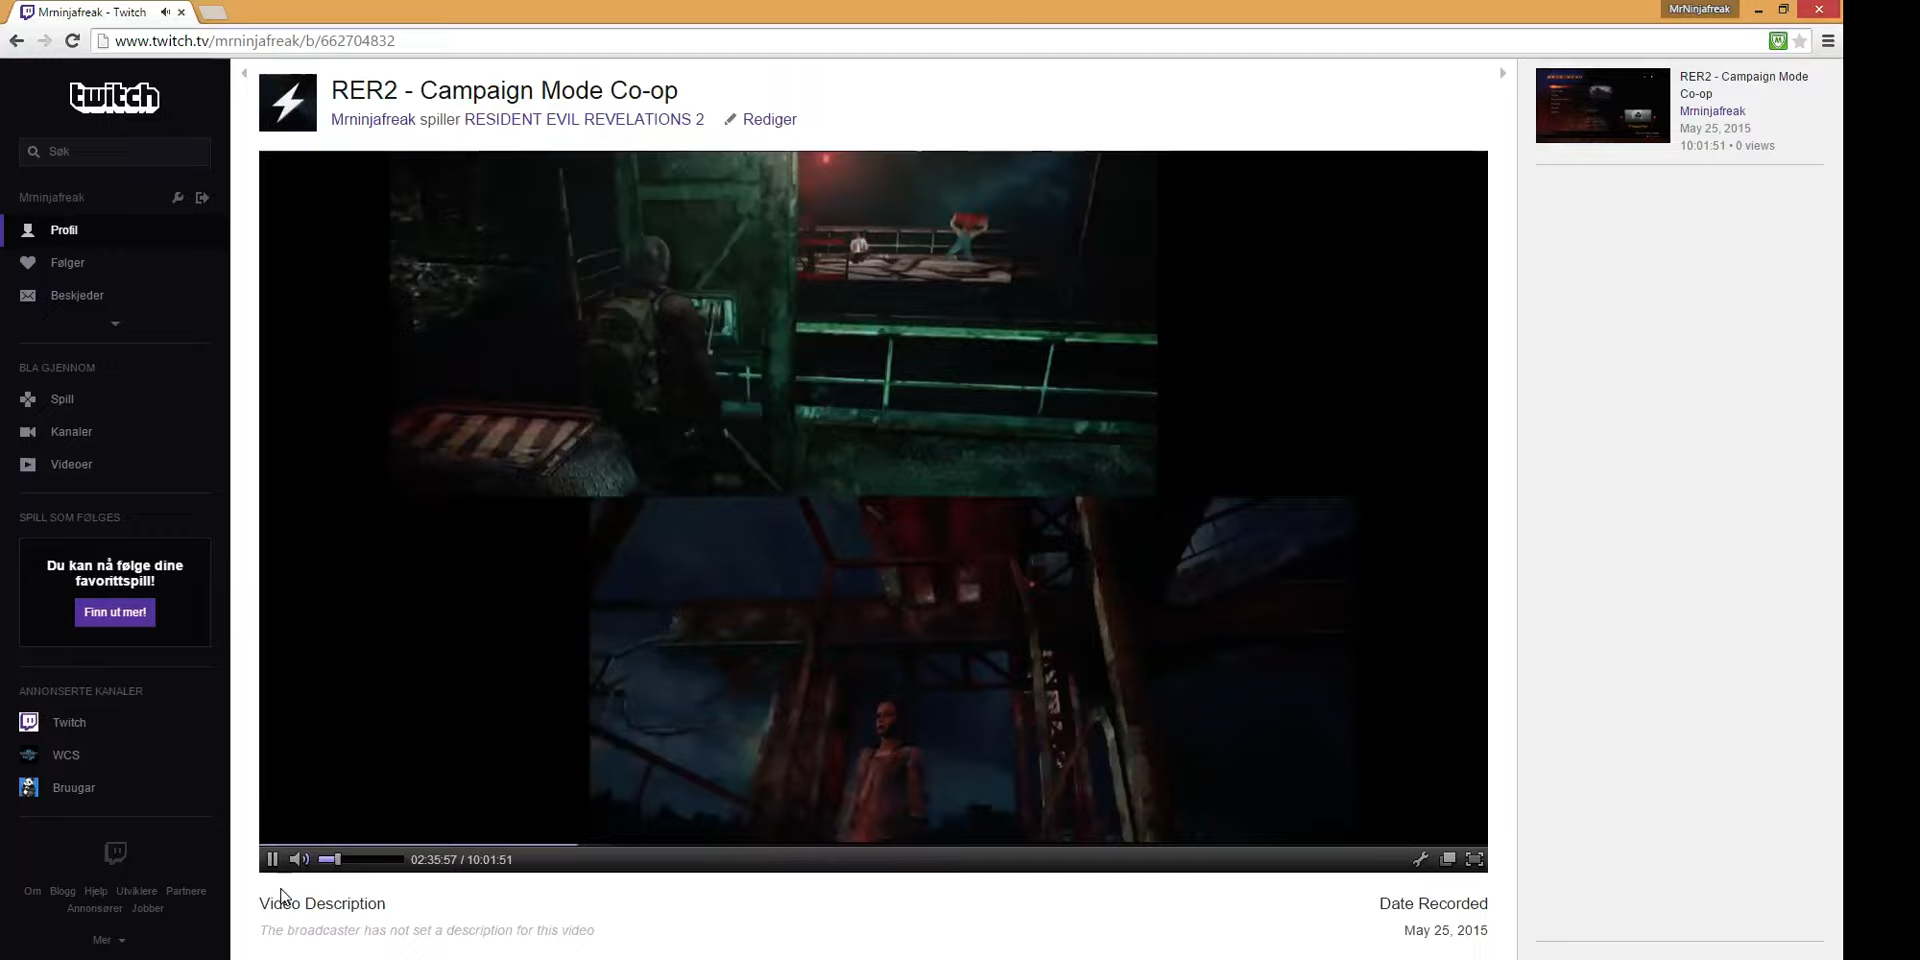 Mrninjafreak - Twitch
MrNinjafreak
www.twitch.tv/mrninjafreak/b/662704832
twitch
Søk
Mrninjafreak
Profil
Følger
Beskjeder
BLA GJENNOM
Spill
Kanaler
Videoer
SPILL SOM FØLGES
Du kan nå følge dine
favorittspill!
Finn ut mer!
ANNONSERTE KANALER
Twitch
WCS
Bruugar
Om Blogg Hjelp Utviklere Partnere
Annonsører Jobber
Mer
RER2 - Campaign Mode Co-op
Mrninjafreak spiller RESIDENT EVIL REVELATIONS 2 Rediger
02:35:57 / 10:01:51
Video Description
The broadcaster has not set a description for this video
Date Recorded
May 25, 2015
RER2 - Campaign Mode
Co-op
Mrninjafreak
May 25, 2015
10:01:51 • 0 views